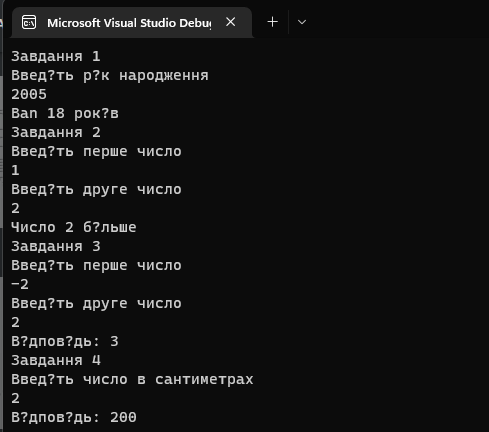 Microsoft Visual Studio Debu
Завдання 1
Введ?ть р?к народження
2005
Ваn 18 рок?в
Завдання 2
Введ?ть перше число
1
Введ?ть друге число
2
Число 2 б?льше
Завдання 3
Введ?ть перше число
-2
Введ?ть друге число
2
В?дпов?дь: 3
Завдання 4
Введ?ть число в сантиметрах
2
В?дпов?дь: 200